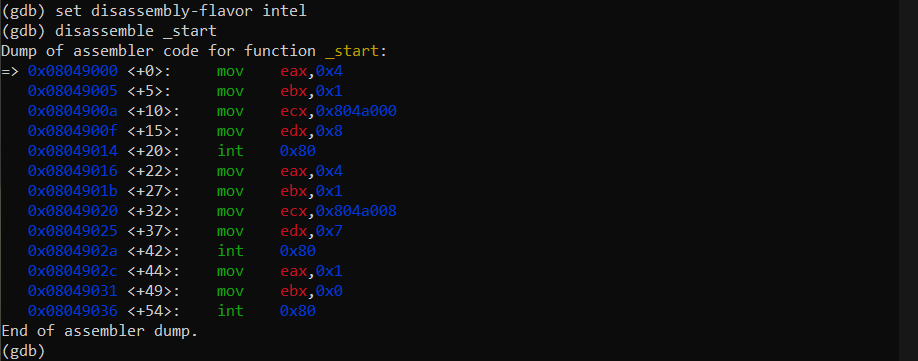 (gdb) set disassembly-flavor intel
(gdb) disassemble _start
Dump of assembler code for function _start:
=> 0x08049000 <+0>:     mov    eax,0x4
   0x08049005 <+5>:     mov    ebx,0x1
   0x0804900a <+10>:    mov    ecx,0x804a000
   0x0804900f <+15>:    mov    edx,0x8
   0x08049014 <+20>:    int    0x80
   0x08049016 <+22>:    mov    eax,0x4
   0x0804901b <+27>:    mov    ebx,0x1
   0x08049020 <+32>:    mov    ecx,0x804a008
   0x08049025 <+37>:    mov    edx,0x7
   0x0804902a <+42>:    int    0x80
   0x0804902c <+44>:    mov    eax,0x1
   0x08049031 <+49>:    mov    ebx,0x0
   0x08049036 <+54>:    int    0x80
End of assembler dump.
(gdb)